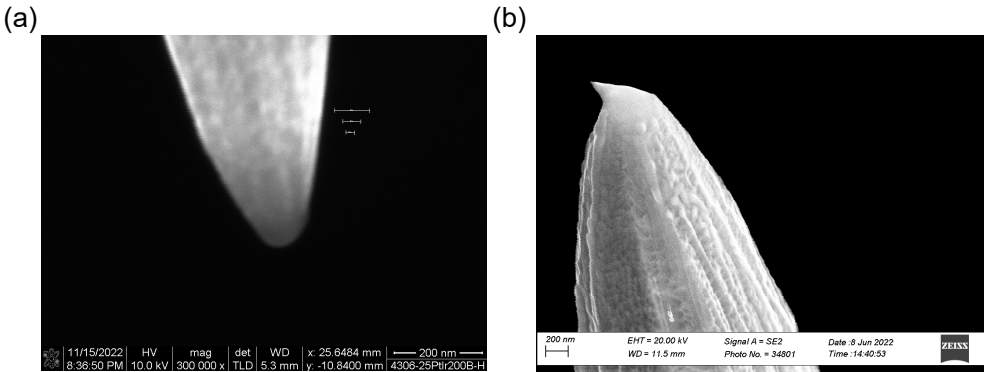 (a)
(b)
11/15/2022 HV mag det WD x: 25.6484 mm 200 nm
8:36:50 PM 10.0 kV 300 000 x TLD 5.3 mm y: -10.8400 mm 4306-25PtIr200B-H
200 nm EHT = 20.00 kV Signal A = SE2 Date :8 Jun 2022
WD = 11.5 mm Photo No. = 34801 Time :14:40:53
ZEISS